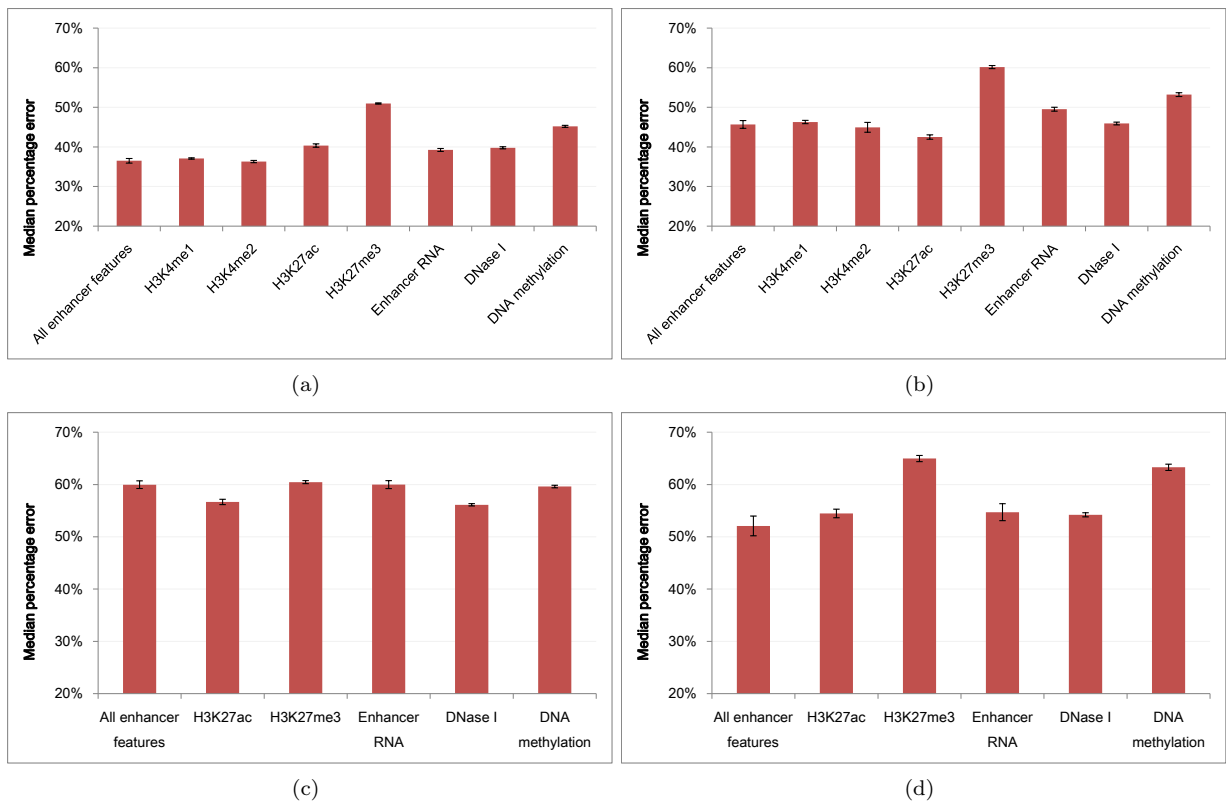 70%
60%
50%
40%
30%
20%
Median percentage error
All enhancer features
H3K4me1
H3K4me2
H3K27ac
H3K27me3
Enhancer RNA
DNase I
DNA methylation
(a)
70%
60%
50%
40%
30%
20%
Median percentage error
All enhancer features
H3K4me1
H3K4me2
H3K27ac
H3K27me3
Enhancer RNA
DNase I
DNA methylation
(b)
70%
60%
50%
40%
30%
20%
Median percentage error
All enhancer
features
H3K27ac
H3K27me3
Enhancer
RNA
DNase I
DNA
methylation
(c)
70%
60%
50%
40%
30%
20%
Median percentage error
All enhancer
features
H3K27ac
H3K27me3
Enhancer
RNA
DNase I
DNA
methylation
(d)